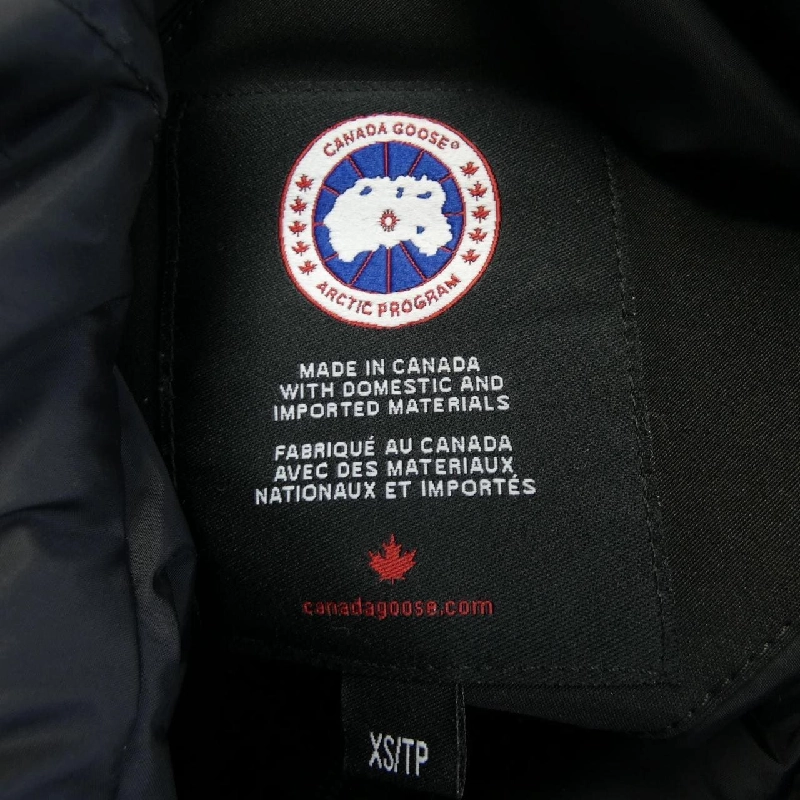 CANADA GOOSE®
ARCTIC PROGRAM
MADE IN CANADA
WITH DOMESTIC AND
IMPORTED MATERIALS
FABRIQUÉ AU CANADA
AVEC DES MATERIAUX
NATIONAUX ET IMPORTÉS
canadagoose.com
XS/TP